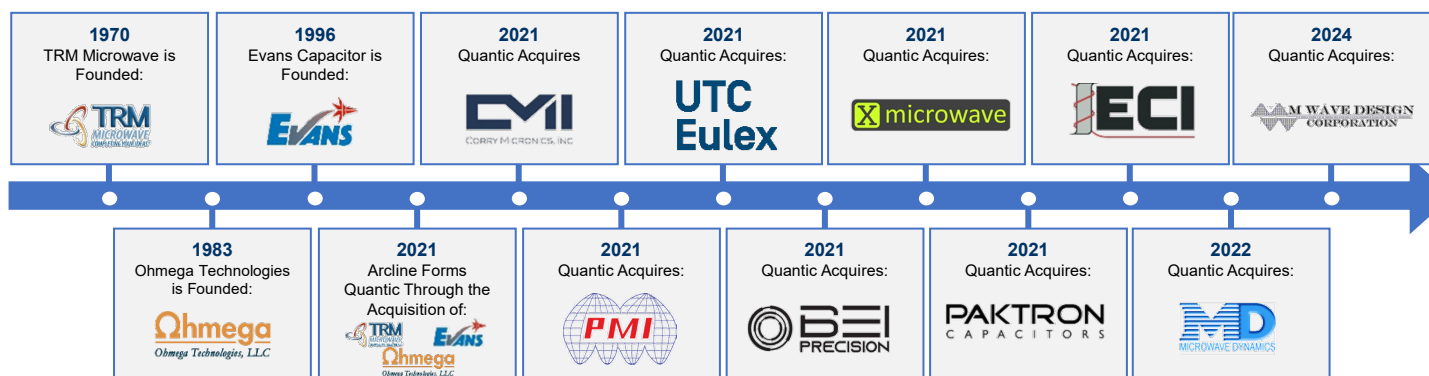 1970
TRM Microwave is
Founded:
TRM
MICROWAVE
1983
Ohmega Technologies
is Founded:
Ωhmega
Ohmega Technologies, LLC
1996
Evans Capacitor is
Founded:
EVANS
2021
Arcline Forms
Quantic Through the
Acquisition of:
TRM
MICROWAVE
EVANS
Ωhmega
Ohmega Technologies, LLC
2021
Quantic Acquires
CMI
CORRY MICRONICS, INC
2021
Quantic Acquires:
PMI
2021
Quantic Acquires:
UTC
Eulex
2021
Quantic Acquires:
BEI
PRECISION
2021
Quantic Acquires:
X microwave
2021
Quantic Acquires:
PAKTRON
CAPACITORS
2021
Quantic Acquires:
ECI
2022
Quantic Acquires:
MD
MICROWAVE DYNAMICS
2024
Quantic Acquires:
M WAVE DESIGN
CORPORATION